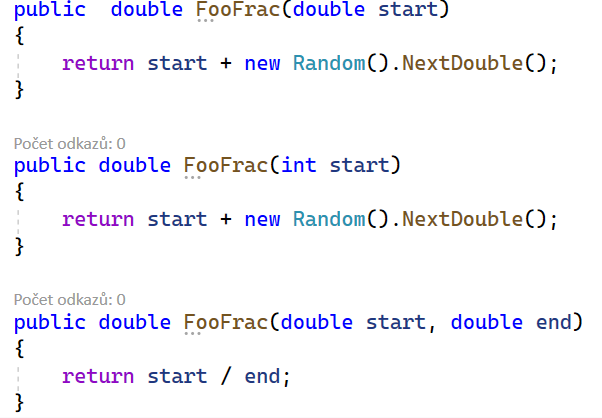 public  double FooFrac(double start)
{
    return start + new Random().NextDouble();
}
Počet odkazů: 0
public double FooFrac(int start)
{
    return start + new Random().NextDouble();
}
Počet odkazů: 0
public double FooFrac(double start, double end)
{
    return start / end;
}